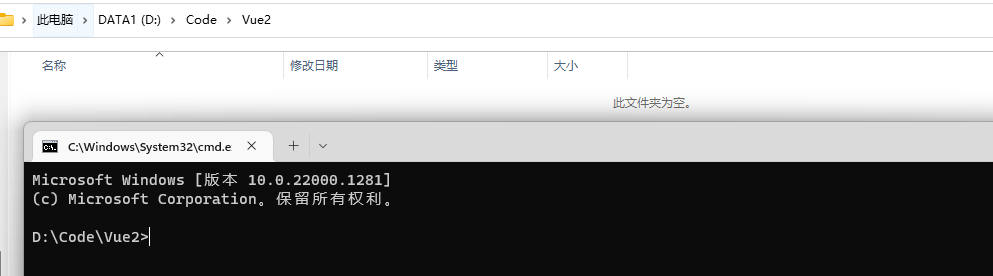 此电脑 > DATA1 (D:) > Code > Vue2
名称 修改日期 类型 大小
此文件夹为空。
C:\Windows\System32\cmd.e
Microsoft Windows [版本 10.0.22000.1281]
(c) Microsoft Corporation。保留所有权利。
D:\Code\Vue2>